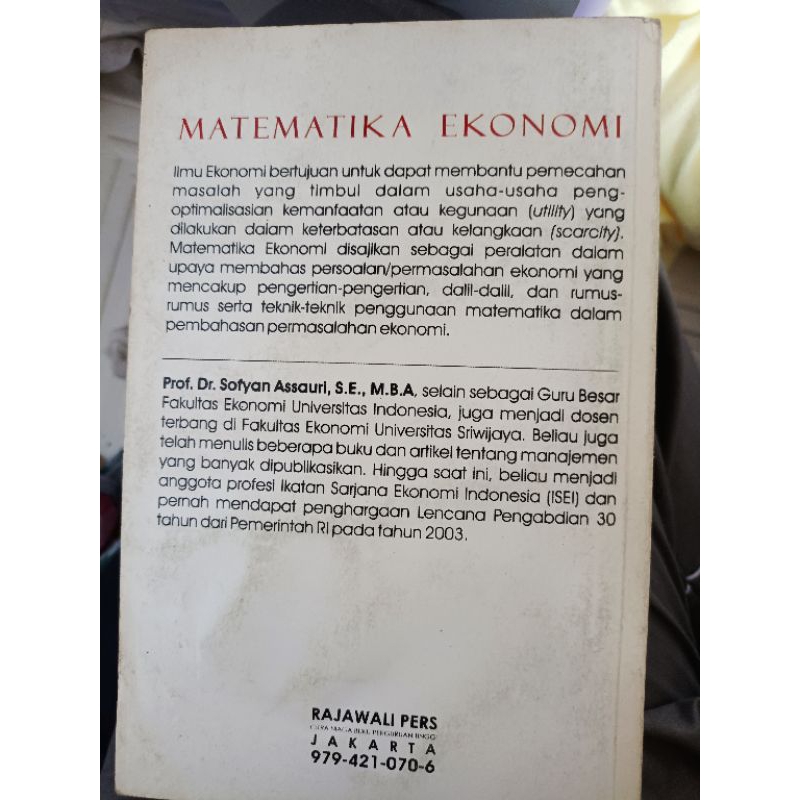 MATEMATIKA EKONOMI
Ilmu Ekonomi bertujuan untuk dapat membantu pemecahan
masalah yang timbul dalam usaha-usaha peng-
optimalisasian kemanfaatan atau kegunaan (utility) yang
dilakukan dalam keterbatasan atau kelangkaan (scarcity).
Matematika Ekonomi disajikan sebagai peralatan dalam
upaya membahas persoalan/permasalahan ekonomi yang
mencakup pengertian-pengertian, dalil-dalil, dan rumus-
rumus serta teknik-teknik penggunaan matematika dalam
pembahasan permasalahan ekonomi.
Prof. Dr. Sofyan Assauri, S.E., M.B.A, selain sebagai Guru Besar
Fakultas Ekonomi Universitas Indonesia, juga menjadi dosen
terbang di Fakultas Ekonomi Universitas Sriwijaya. Beliau juga
telah menulis beberapa buku dan artikel tentang manajemen
yang banyak dipublikasikan. Hingga saat ini, beliau menjadi
anggota profesi Ikatan Sarjana Ekonomi Indonesia (ISEI) dan
pernah mendapat penghargaan Lencana Pengabdian 30
tahun dari Pemerintah RI pada tahun 2003.
RAJAWALI PERS
JAKARTA
979-421-070-6